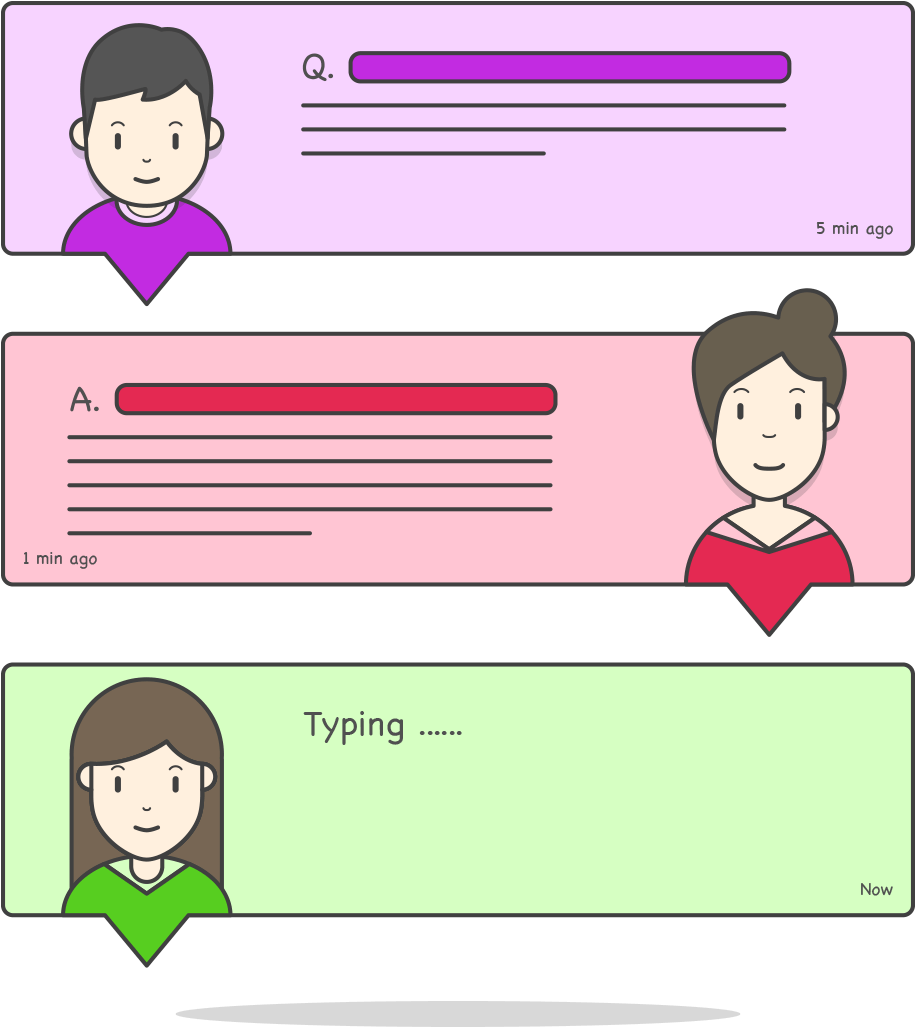 Q.
5 min ago
A.
1 min ago
Typing ......
Now